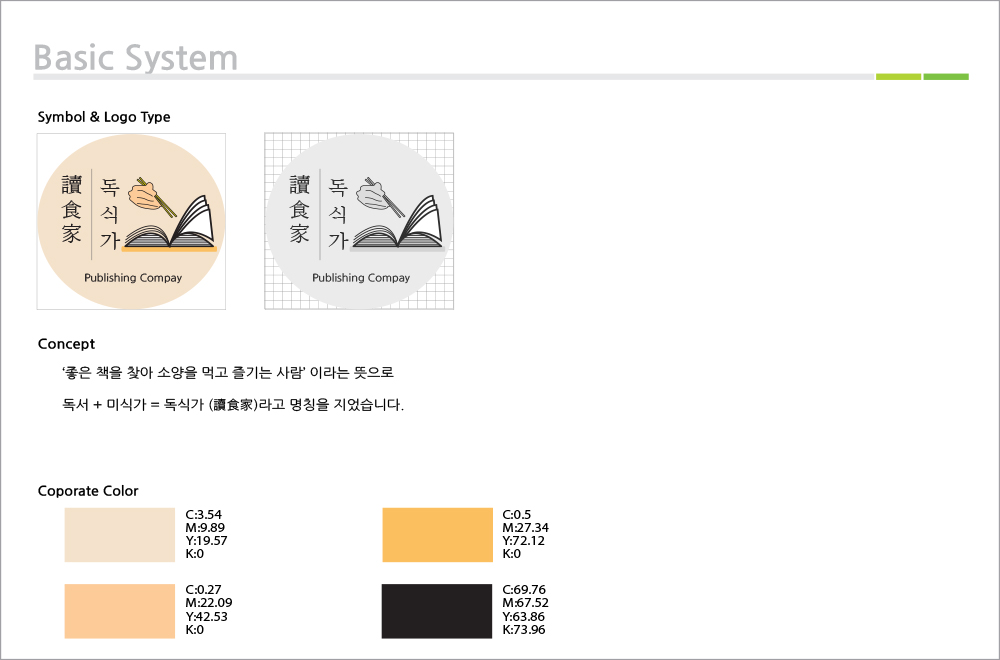 Basic System
Symbol & Logo Type
讀食家
독식가
Publishing Compay
讀食家
독식가
Publishing Compay
Concept
‘좋은 책을 찾아 소양을 먹고 즐기는 사람’ 이라는 뜻으로
독서 + 미식가 = 독식가 (讀食家)라고 명칭을 지었습니다.
Coporate Color
C:3.54
M:9.89
Y:19.57
K:0
C:0.5
M:27.34
Y:72.12
K:0
C:0.27
M:22.09
Y:42.53
K:0
C:69.76
M:67.52
Y:63.86
K:73.96